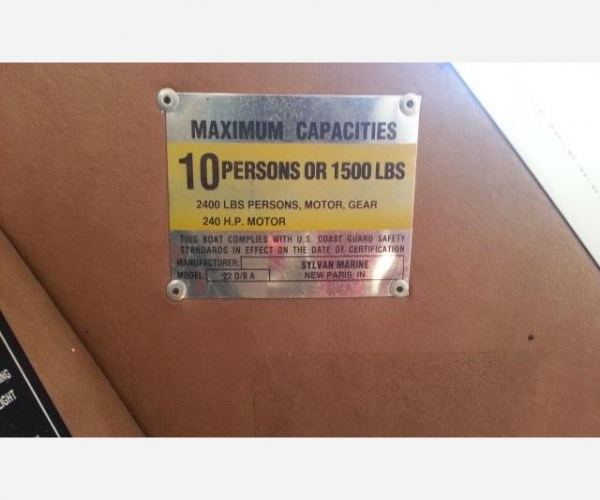 MAXIMUM CAPACITIES
10 PERSONS OR 1500 LBS
2400 LBS PERSONS, MOTOR, GEAR
240 H.P. MOTOR
THIS BOAT COMPLIES WITH U.S. COAST GUARD SAFETY
STANDARDS IN EFFECT ON THE DATE OF CERTIFICATION
MANUFACTURER: SYLVAN MARINE
MODEL: 22 O/B A NEW PARIS, IN
LIGHT